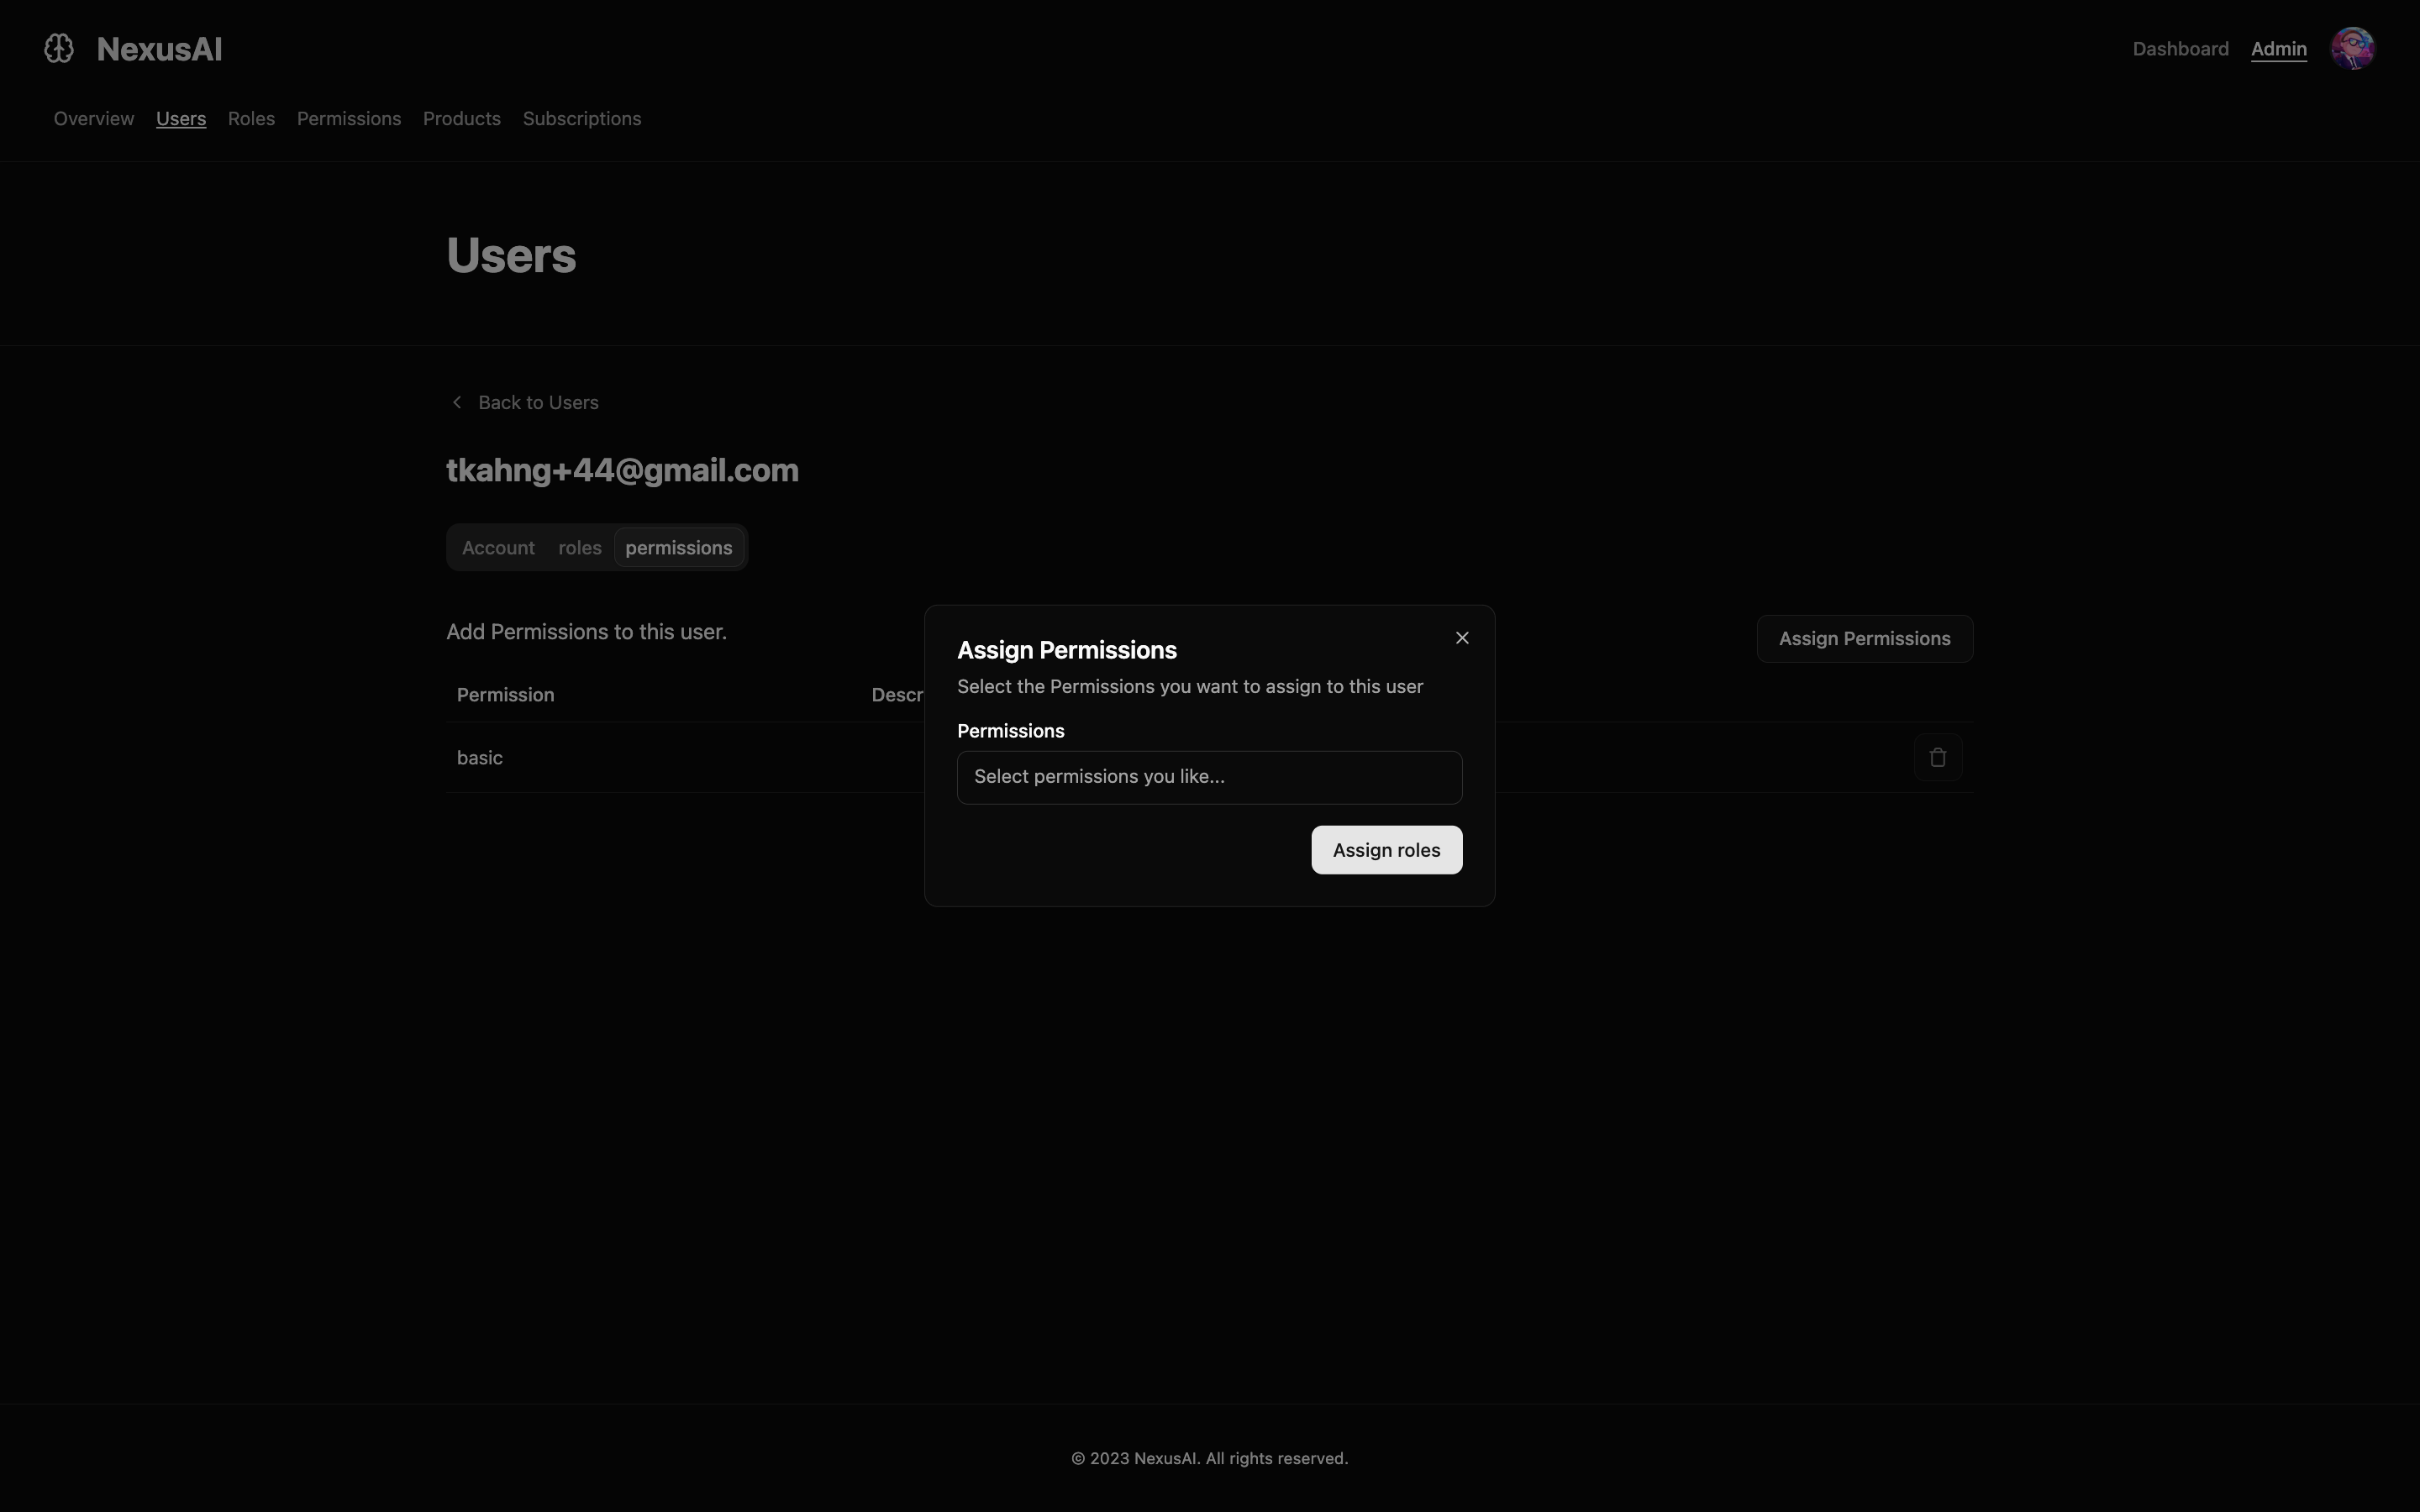 NexusAI
Dashboard Admin
Overview Users Roles Permissions Products Subscriptions
Users
Back to Users
tkahng+44@gmail.com
Account roles permissions
Add Permissions to this user.
Assign Permissions
Permission Descr
basic
Assign Permissions
Select the Permissions you want to assign to this user
Permissions
Select permissions you like...
Assign roles
© 2023 NexusAI. All rights reserved.